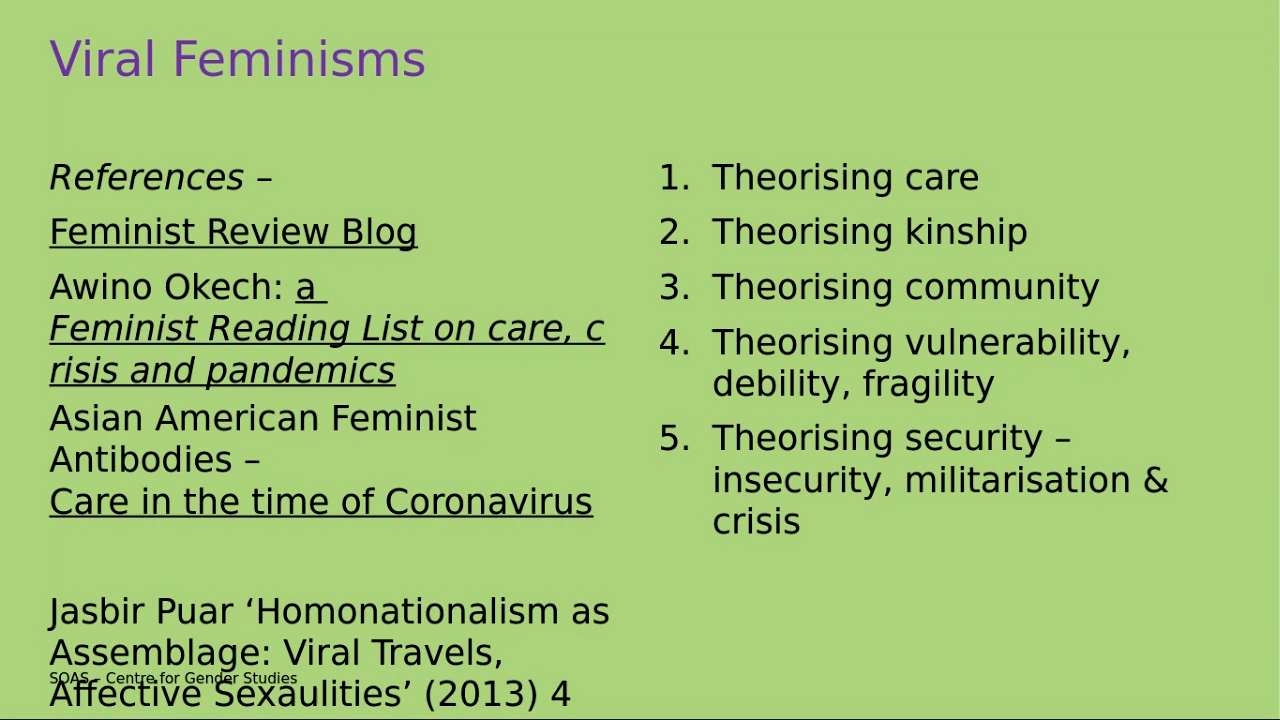 Viral Feminisms
References –
Feminist Review Blog
Awino Okech: a
Feminist Reading List on care, c
risis and pandemics
Asian American Feminist
Antibodies –
Care in the time of Coronavirus
Jasbir Puar ‘Homonationalism as
Assemblage: Viral Travels,
Affective Sexaulities’ (2013) 4
SOAS – Centre for Gender Studies
1. Theorising care
2. Theorising kinship
3. Theorising community
4. Theorising vulnerability,
debility, fragility
5. Theorising security –
insecurity, militarisation &
crisis